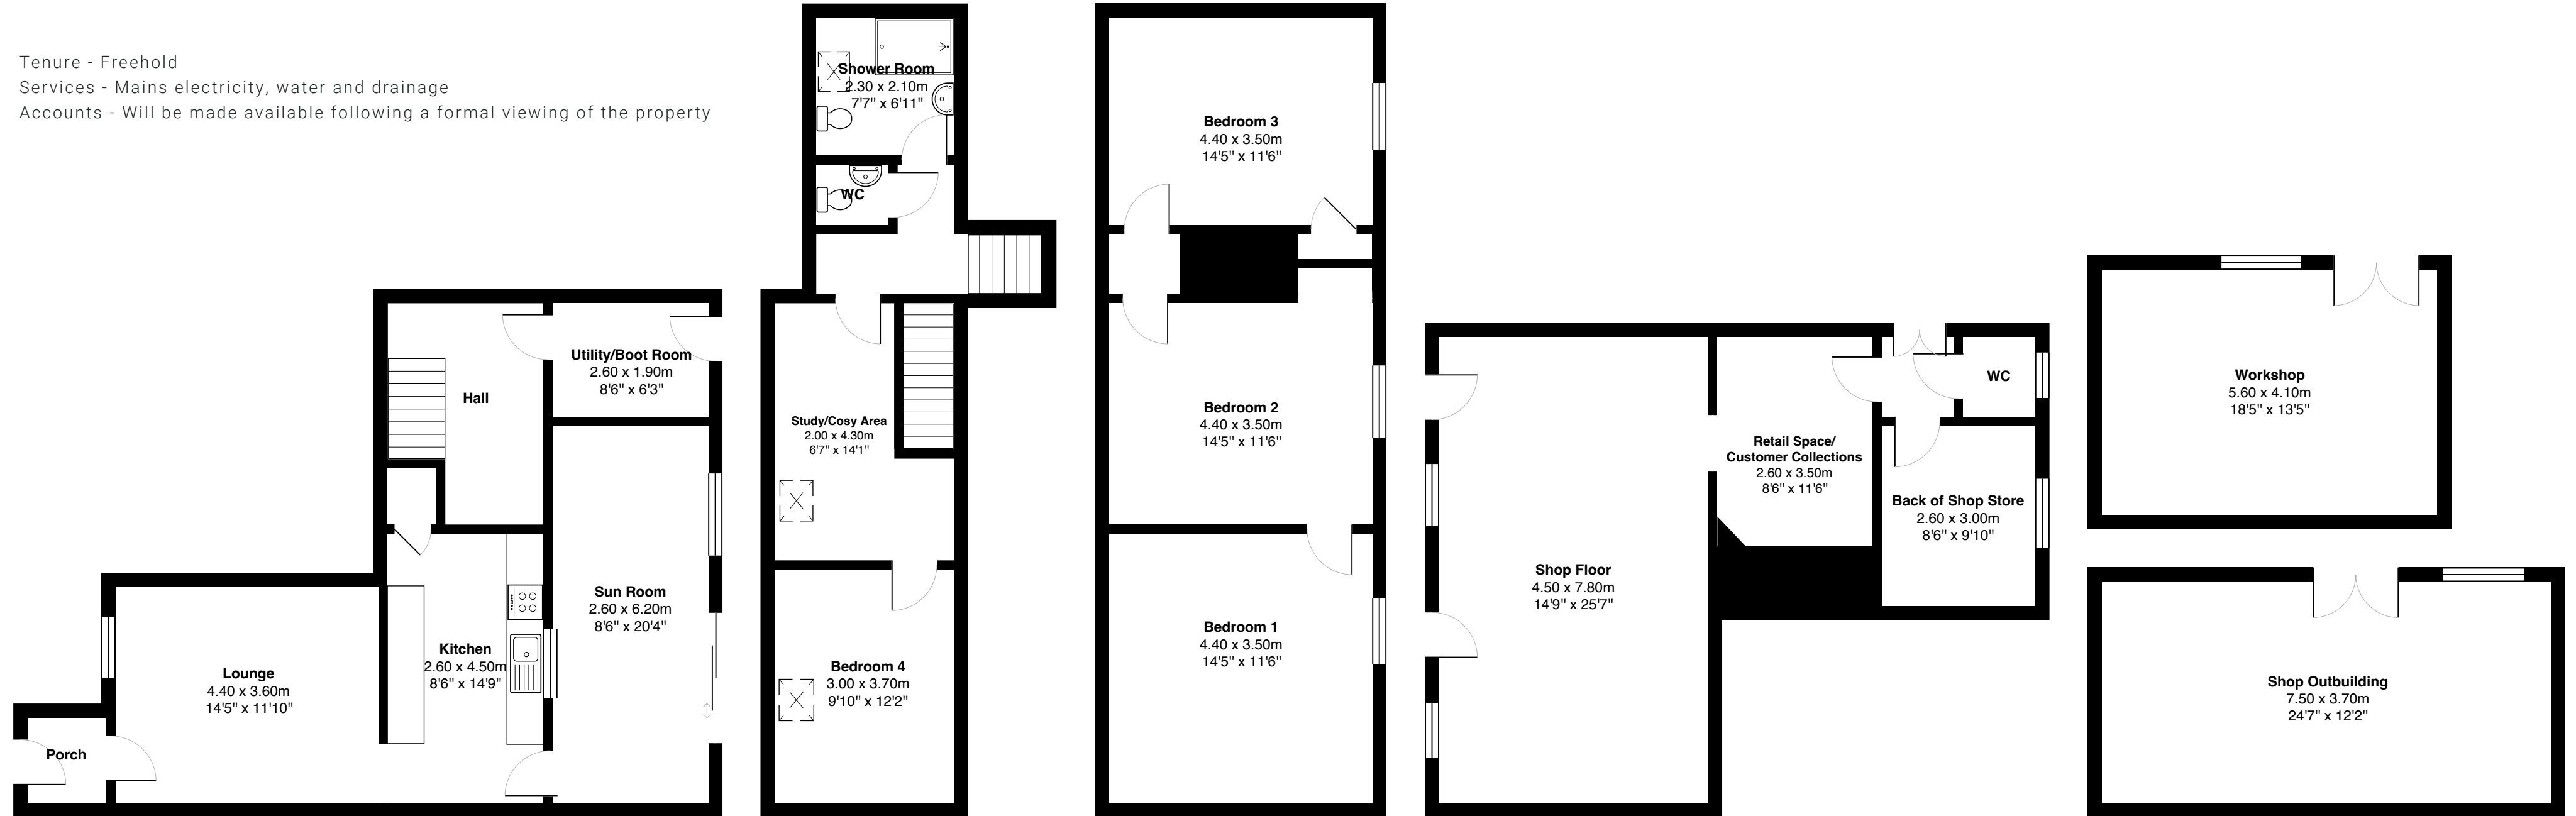 Tenure - Freehold
Services - Mains electricity, water and drainage
Accounts - Will be made available following a formal viewing of the property
Shower Room
2.30 x 2.10m
7'7" x 6'11"
WC
Utility/Boot Room
2.60 x 1.90m
8'6" x 6'3"
Hall
Sun Room
2.60 x 6.20m
8'6" x 20'4"
Kitchen
2.60 x 4.50m
8'6" x 14'9"
Lounge
4.40 x 3.60m
14'5" x 11'10"
Porch
Study/Cosy Area
2.00 x 4.30m
6'7" x 14'1"
Bedroom 4
3.00 x 3.70m
9'10" x 12'2"
Bedroom 3
4.40 x 3.50m
14'5" x 11'6"
Bedroom 2
4.40 x 3.50m
14'5" x 11'6"
Bedroom 1
4.40 x 3.50m
14'5" x 11'6"
Shop Floor
4.50 x 7.80m
14'9" x 25'7"
Retail Space/
Customer Collections
2.60 x 3.50m
8'6" x 11'6"
WC
Back of Shop Store
2.60 x 3.00m
8'6" x 9'10"
Workshop
5.60 x 4.10m
18'5" x 13'5"
Shop Outbuilding
7.50 x 3.70m
24'7" x 12'2"